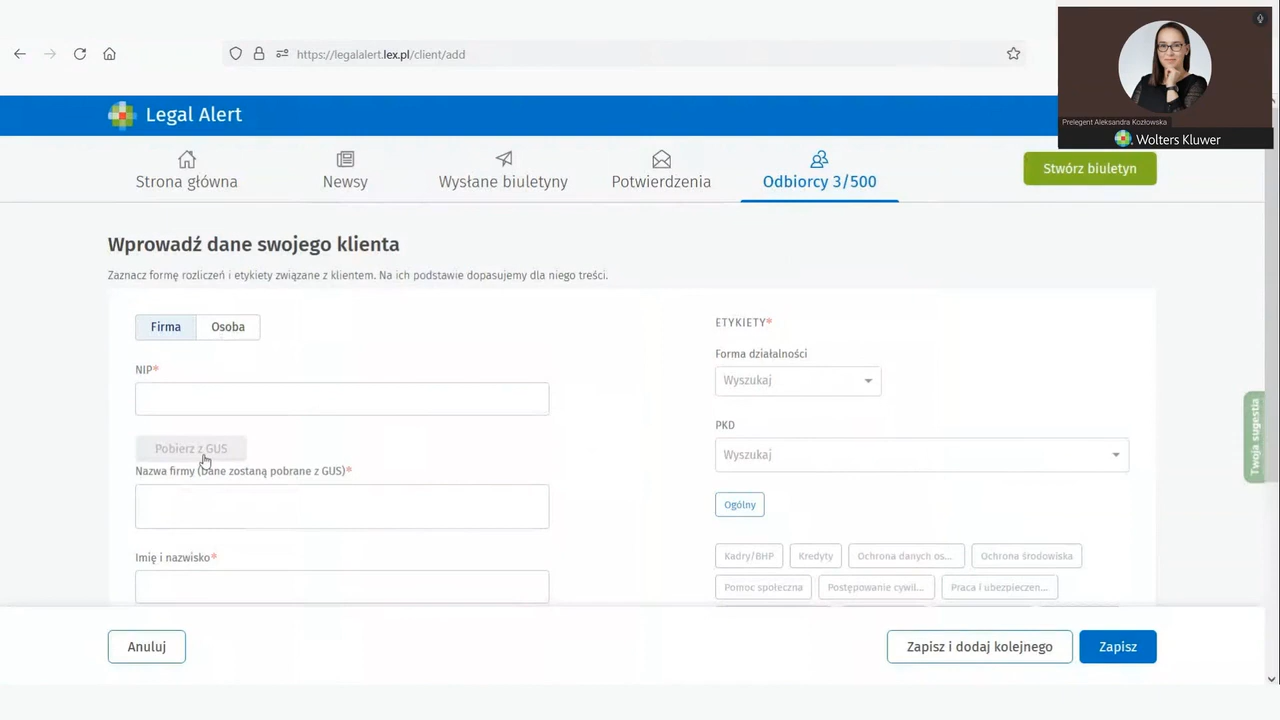 https://legalalert.lex.pl/client/add
Prelegent Aleksandra Kozłowska
Wolters Kluwer
Legal Alert
Strona główna
Newsy
Wysłane biuletyny
Potwierdzenia
Odbiorcy 3/500
Stwórz biuletyn
Wprowadź dane swojego klienta
Zaznacz formę rozliczeń i etykiety związane z klientem. Na ich podstawie dopasujemy dla niego treści.
Firma
Osoba
ETYKIETY*
Forma działalności
NIP*
Wyszukaj
PKD
Pobierz z GUS
Wyszukaj
Twoja sugestia
Nazwa firmy (Dane zostaną pobrane z GUS)*
Ogólny
Imię i nazwisko*
Kadry/BHP
Kredyty
Ochrona danych os...
Ochrona środowiska
Pomoc społeczna
Postępowanie cywil...
Praca i ubezpieczen...
Anuluj
Zapisz i dodaj kolejnego
Zapisz